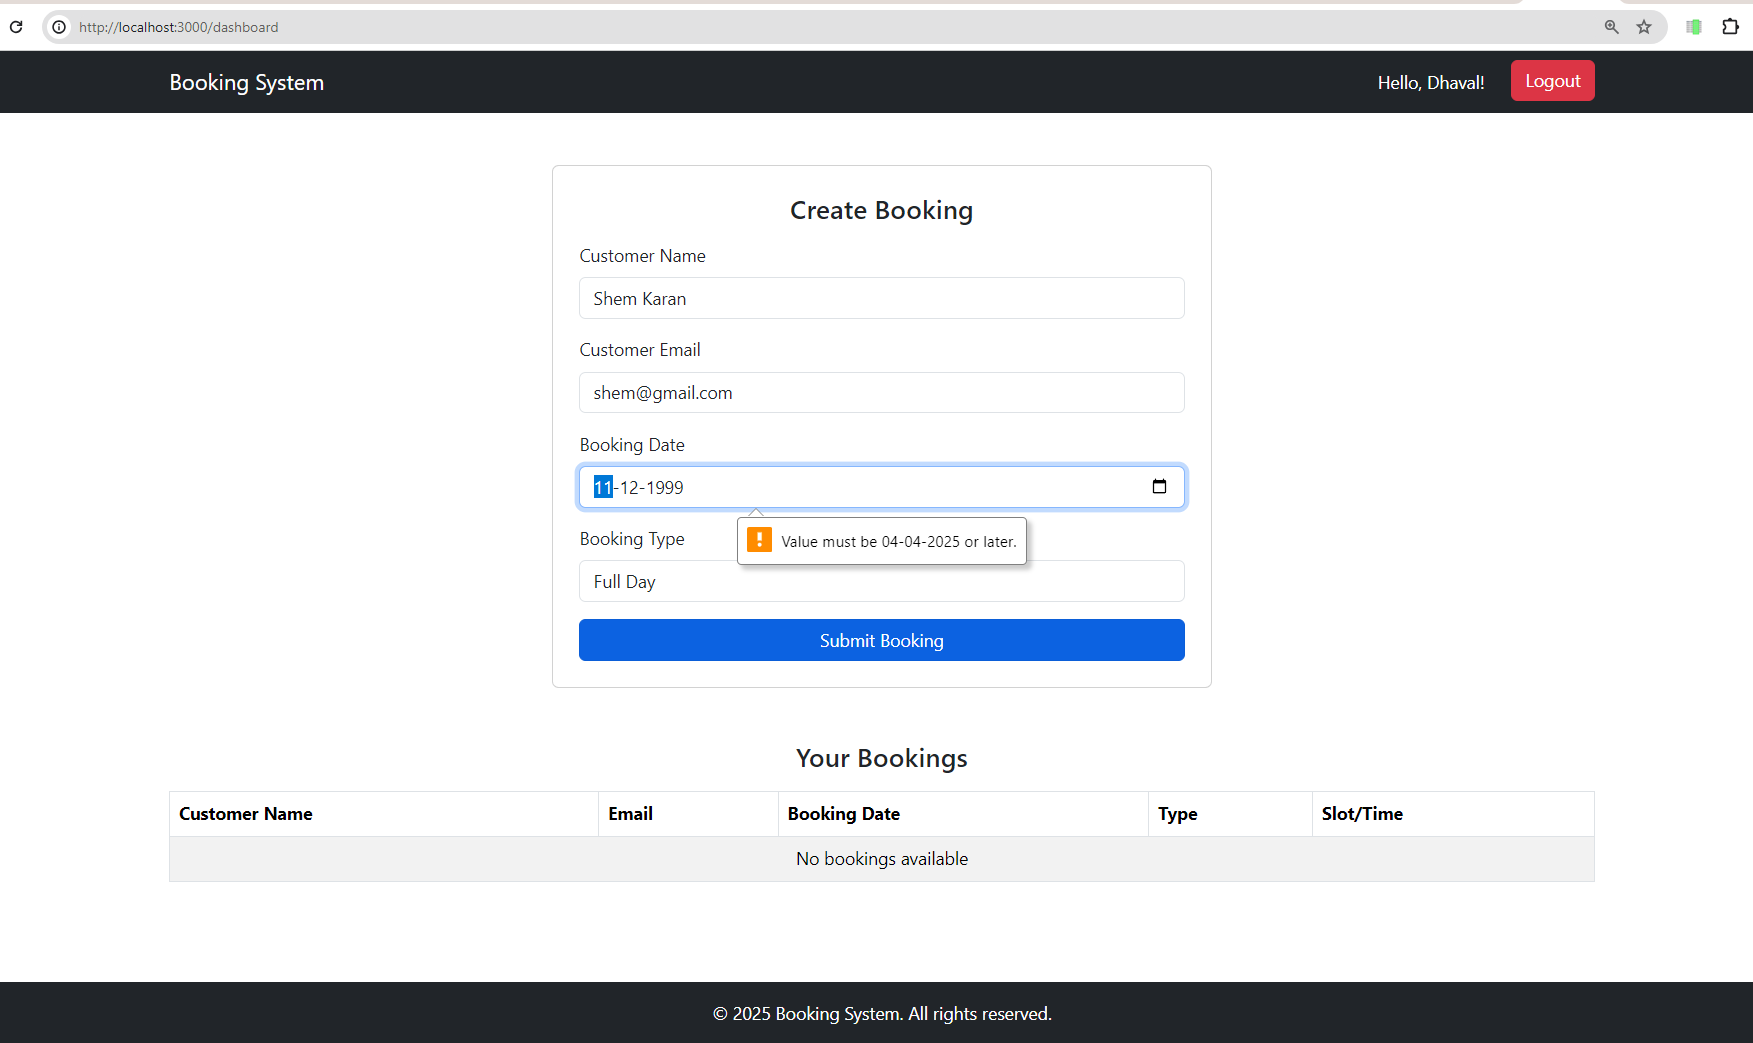 http://localhost:3000/dashboard
Booking System
Hello, Dhaval!
Logout
Create Booking
Customer Name
Shem Karan
Customer Email
shem@gmail.com
Booking Date
11-12-1999
Value must be 04-04-2025 or later.
Booking Type
Full Day
Submit Booking
Your Bookings
Customer Name Email Booking Date Type Slot/Time
No bookings available
© 2025 Booking System. All rights reserved.